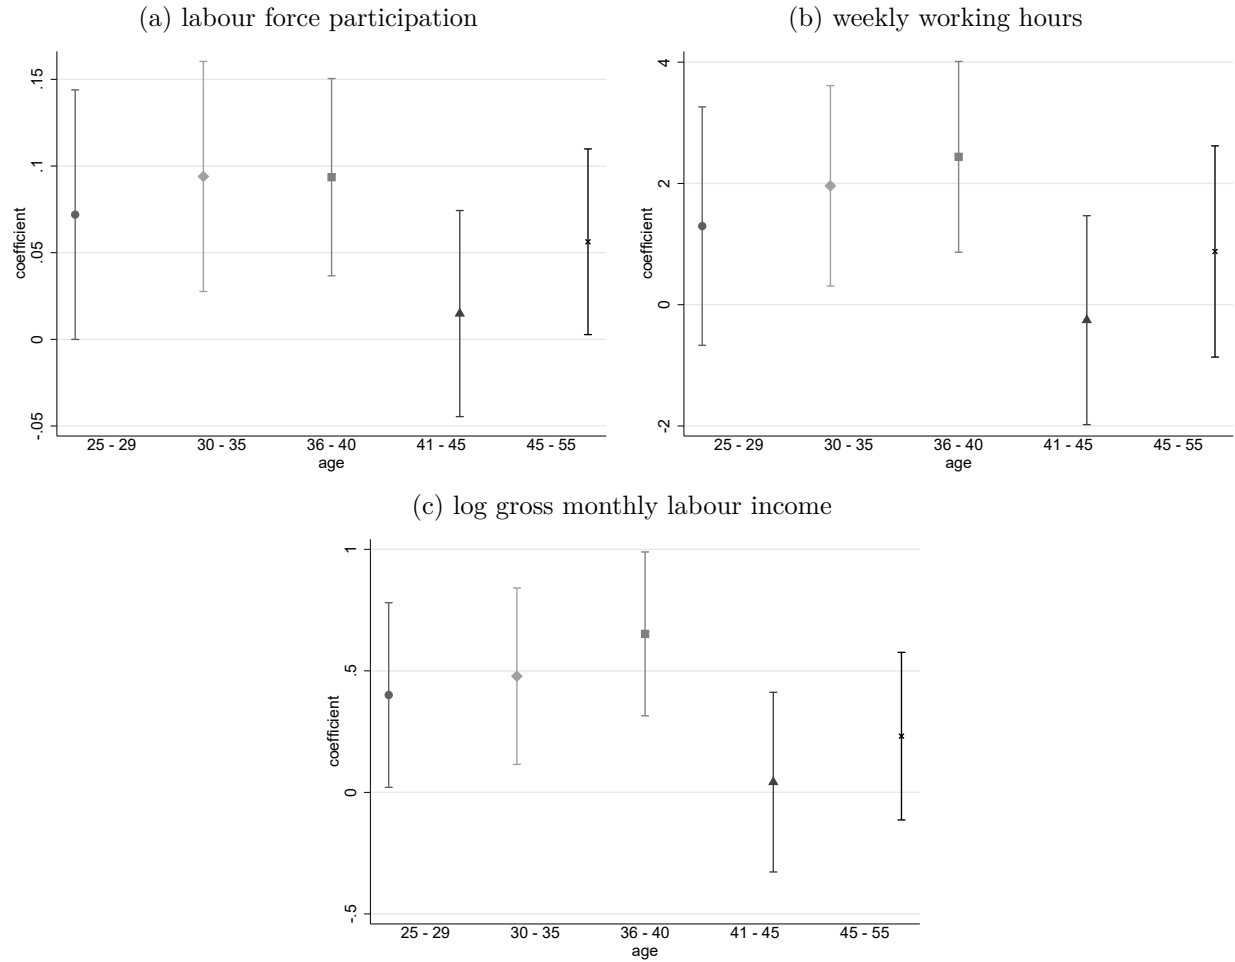 (a) labour force participation
(b) weekly working hours
coefficient
.15
.1
.05
0
-.05
25 - 29 30 - 35 36 - 40 41 - 45 45 - 55
age
coefficient
4
2
0
-2
25 - 29 30 - 35 36 - 40 41 - 45 45 - 55
age
(c) log gross monthly labour income
coefficient
1
.5
0
-.5
25 - 29 30 - 35 36 - 40 41 - 45 45 - 55
age